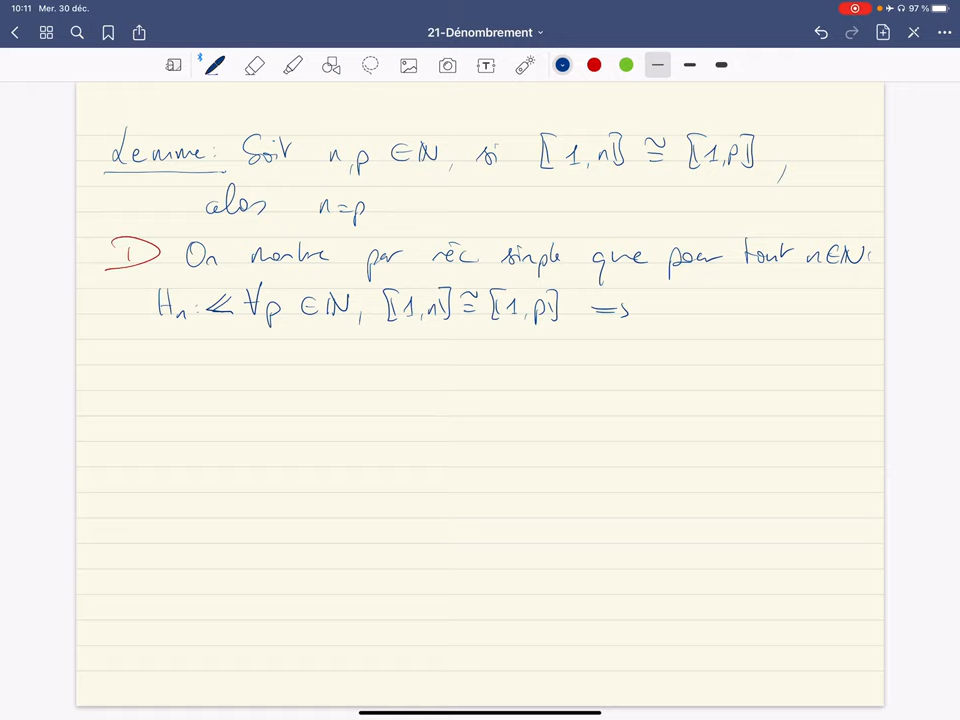 10:11 Mer. 30 déc.
97 %
21-Dénombrement
Lemme: Soit n,p ∈ ℕ, si ⟦1,n⟧ ≅ ⟦1,p⟧,
alors n=p
D On montre par réc simple que pour tout n∈ℕ:
Hn: ≪ ∀p ∈ ℕ, ⟦1,n⟧ ≅ ⟦1,p⟧ ⇒